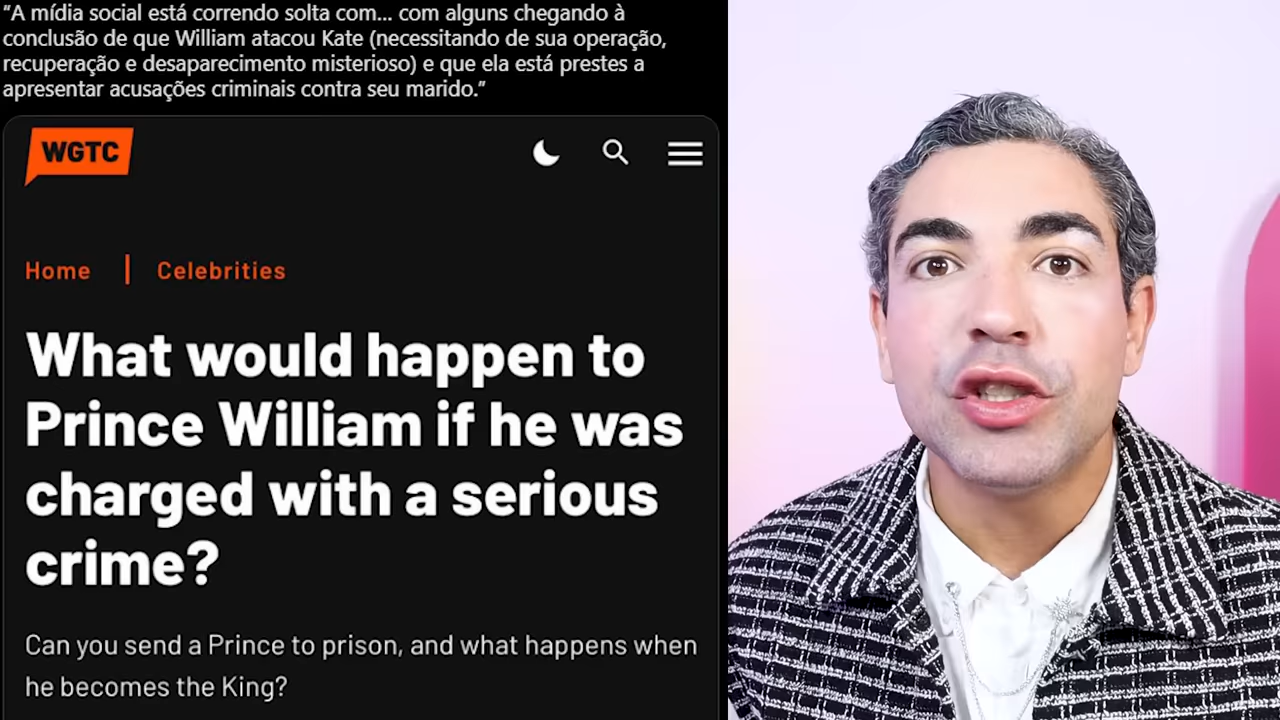 “A mídia social está correndo solta com... com alguns chegando à
conclusão de que William atacou Kate (necessitando de sua operação,
recuperação e desaparecimento misterioso) e que ela está prestes a
apresentar acusações criminais contra seu marido.”
WGTC
Home | Celebrities
What would happen to
Prince William if he was
charged with a serious
crime?
Can you send a Prince to prison, and what happens when
he becomes the King?